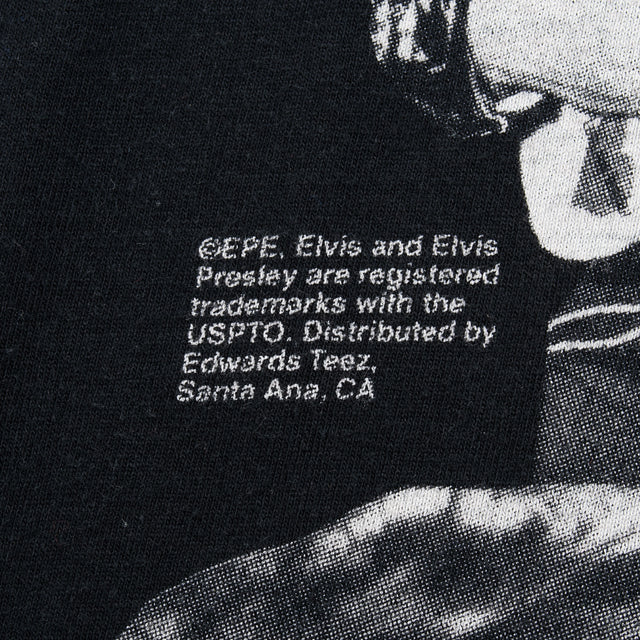 ©EPE, Elvis and Elvis
Presley are registered
trademarks with the
USPTO. Distributed by
Edwards Teez,
Santa Ana, CA